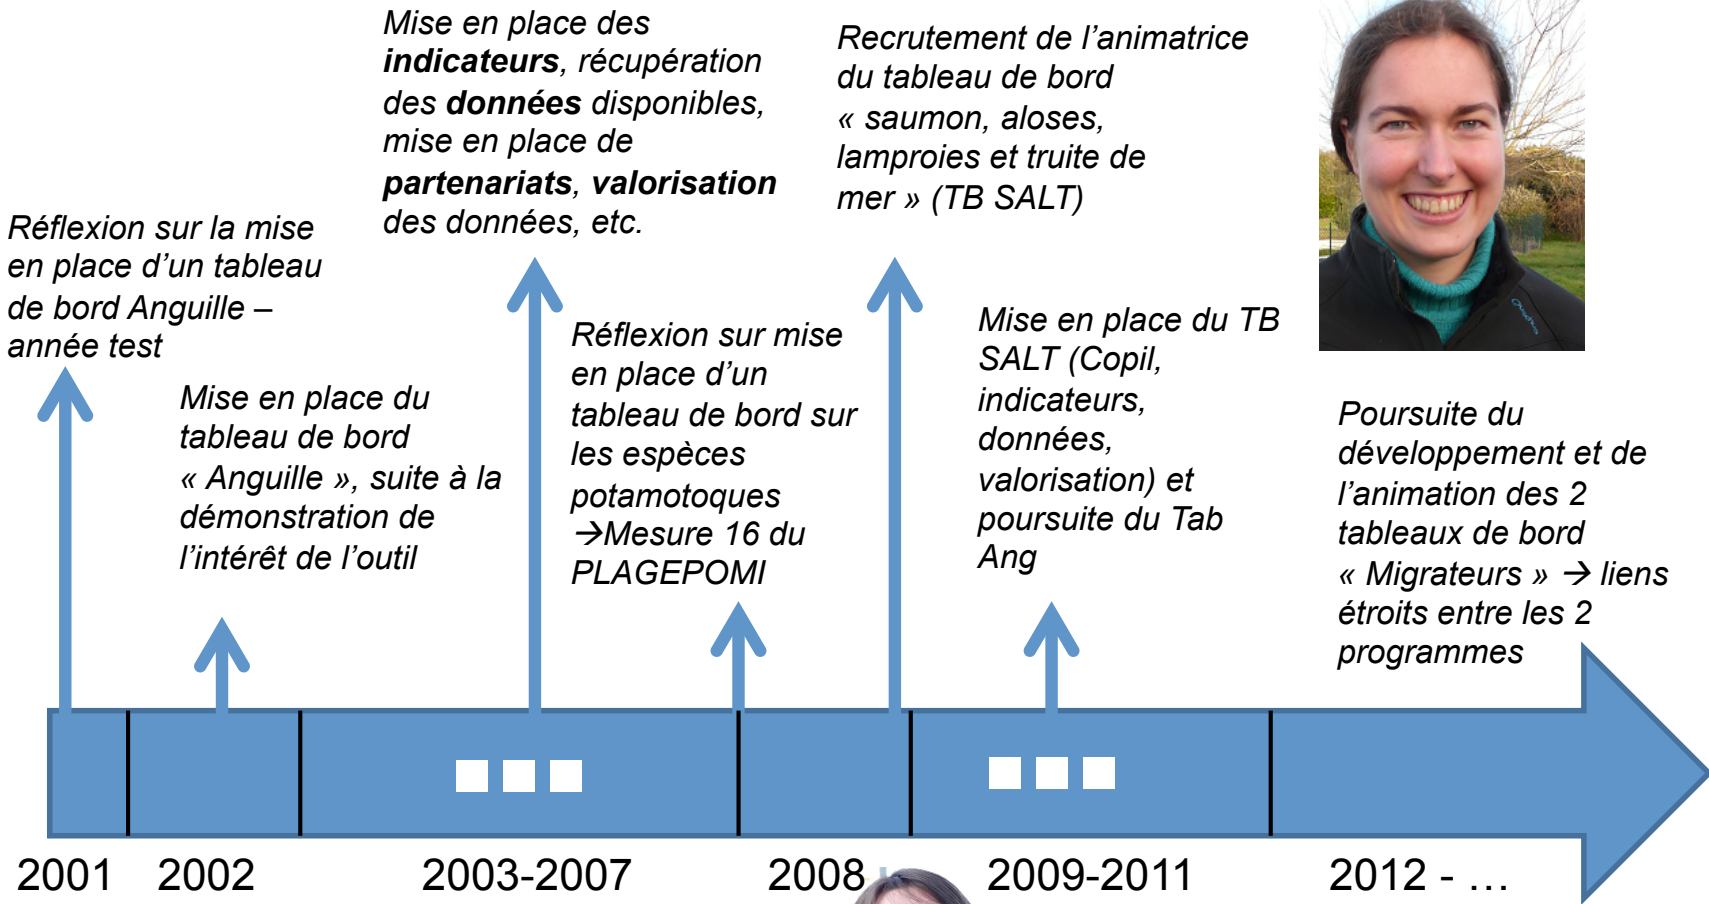 Réflexion sur la mise
en place d’un tableau
de bord Anguille –
année test
Mise en place du
tableau de bord
« Anguille », suite à la
démonstration de
l’intérêt de l’outil
Mise en place des
indicateurs, récupération
des données disponibles,
mise en place de
partenariats, valorisation
des données, etc.
Réflexion sur mise
en place d’un
tableau de bord sur
les espèces
potamotoques
→Mesure 16 du
PLAGEPOMI
Recrutement de l’animatrice
du tableau de bord
« saumon, aloses,
lamproies et truite de
mer » (TB SALT)
Mise en place du TB
SALT (Copil,
indicateurs,
données,
valorisation) et
poursuite du Tab
Ang
Poursuite du
développement et de
l’animation des 2
tableaux de bord
« Migrateurs » → liens
étroits entre les 2
programmes
2001 2002 2003-2007 2008 2009-2011 2012 - …